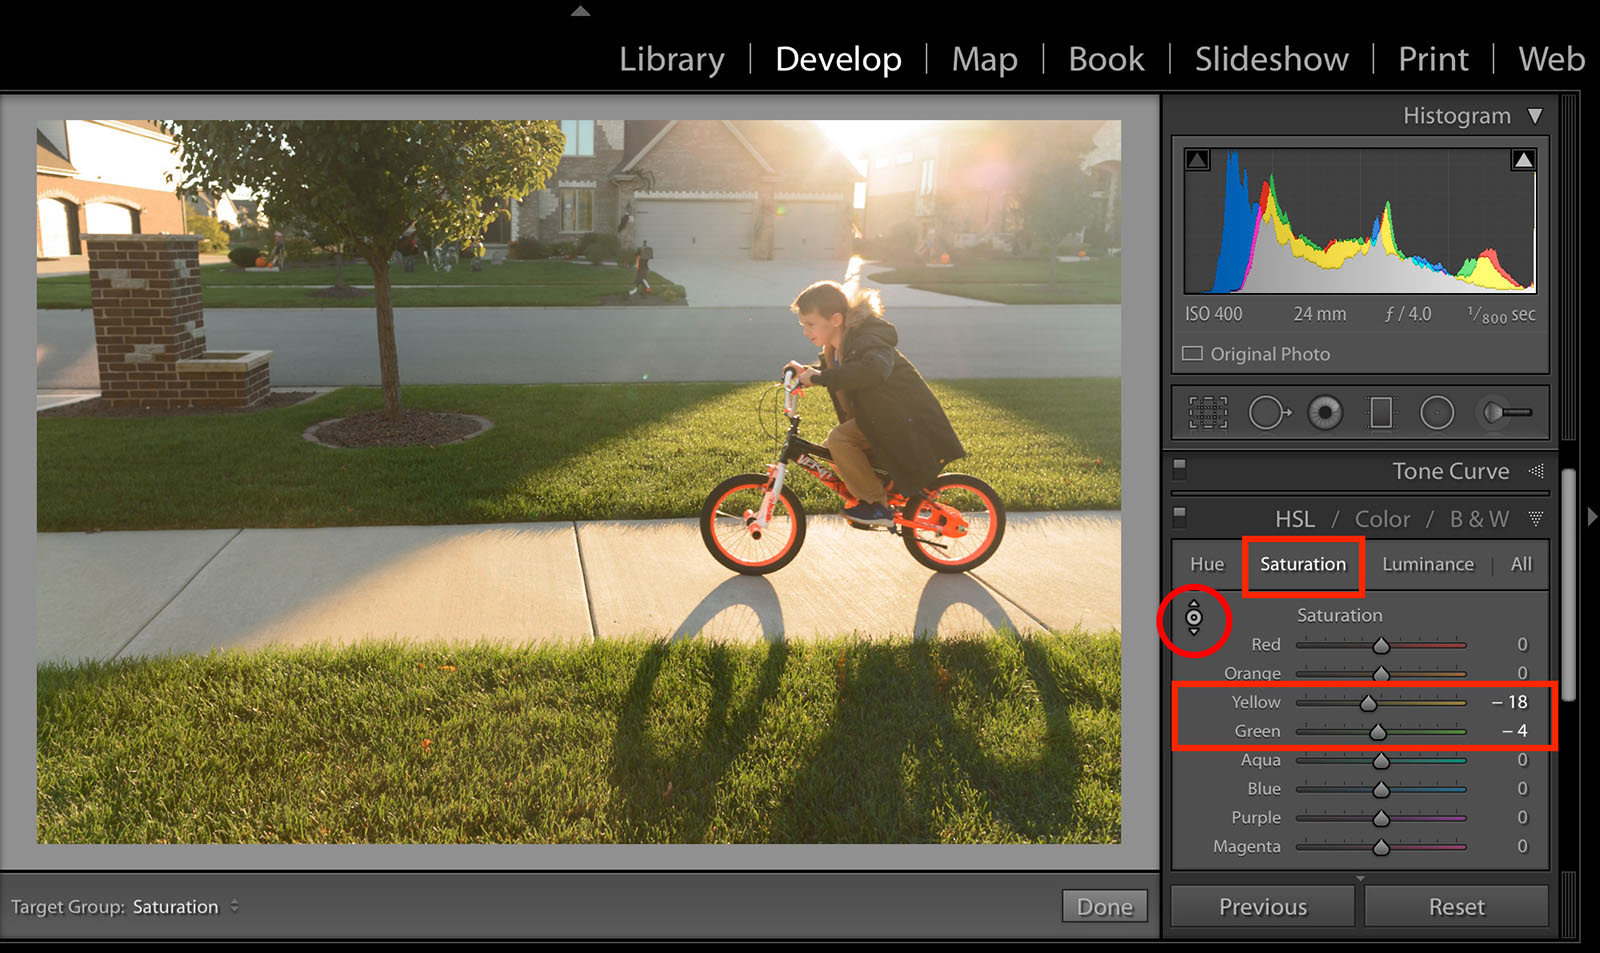 Library | Develop | Map | Book | Slideshow | Print | Web
Histogram
ISO 400 24 mm ƒ / 4.0 1/800 sec
Original Photo
Tone Curve
HSL / Color / B & W
Hue Saturation Luminance | All
Saturation
Red 0
Orange 0
Yellow – 18
Green – 4
Aqua 0
Blue 0
Purple 0
Magenta 0
Target Group: Saturation
Done
Previous Reset